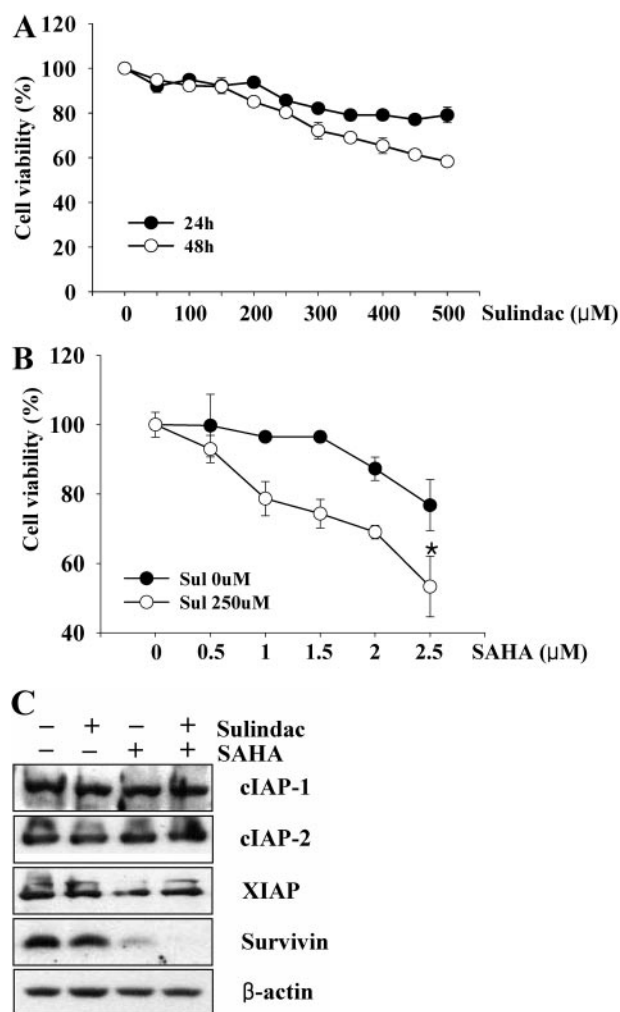 A
120
100
80
60
40
20
0
Cell viability (%)
24h
48h
0 100 200 300 400 500 Sulindac (μM)
B
120
100
80
60
40
Cell viability (%)
*
Sul 0uM
Sul 250uM
0 0.5 1 1.5 2 2.5 SAHA (μM)
C
− + − + Sulindac
− − + + SAHA
cIAP-1
cIAP-2
XIAP
Survivin
β-actin